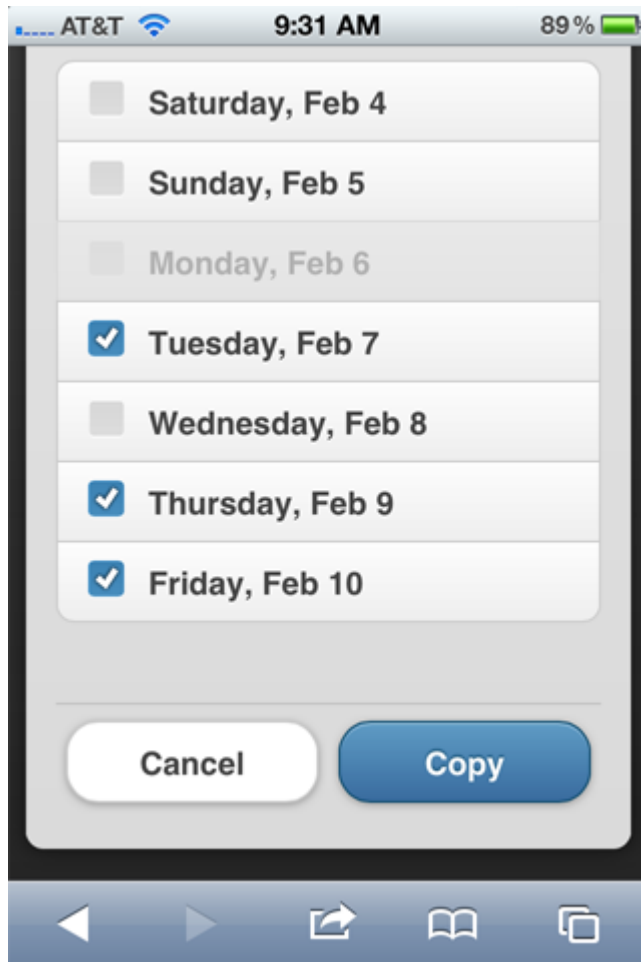 AT&T 9:31 AM 89%
Saturday, Feb 4
Sunday, Feb 5
Monday, Feb 6
Tuesday, Feb 7
Wednesday, Feb 8
Thursday, Feb 9
Friday, Feb 10
Cancel Copy